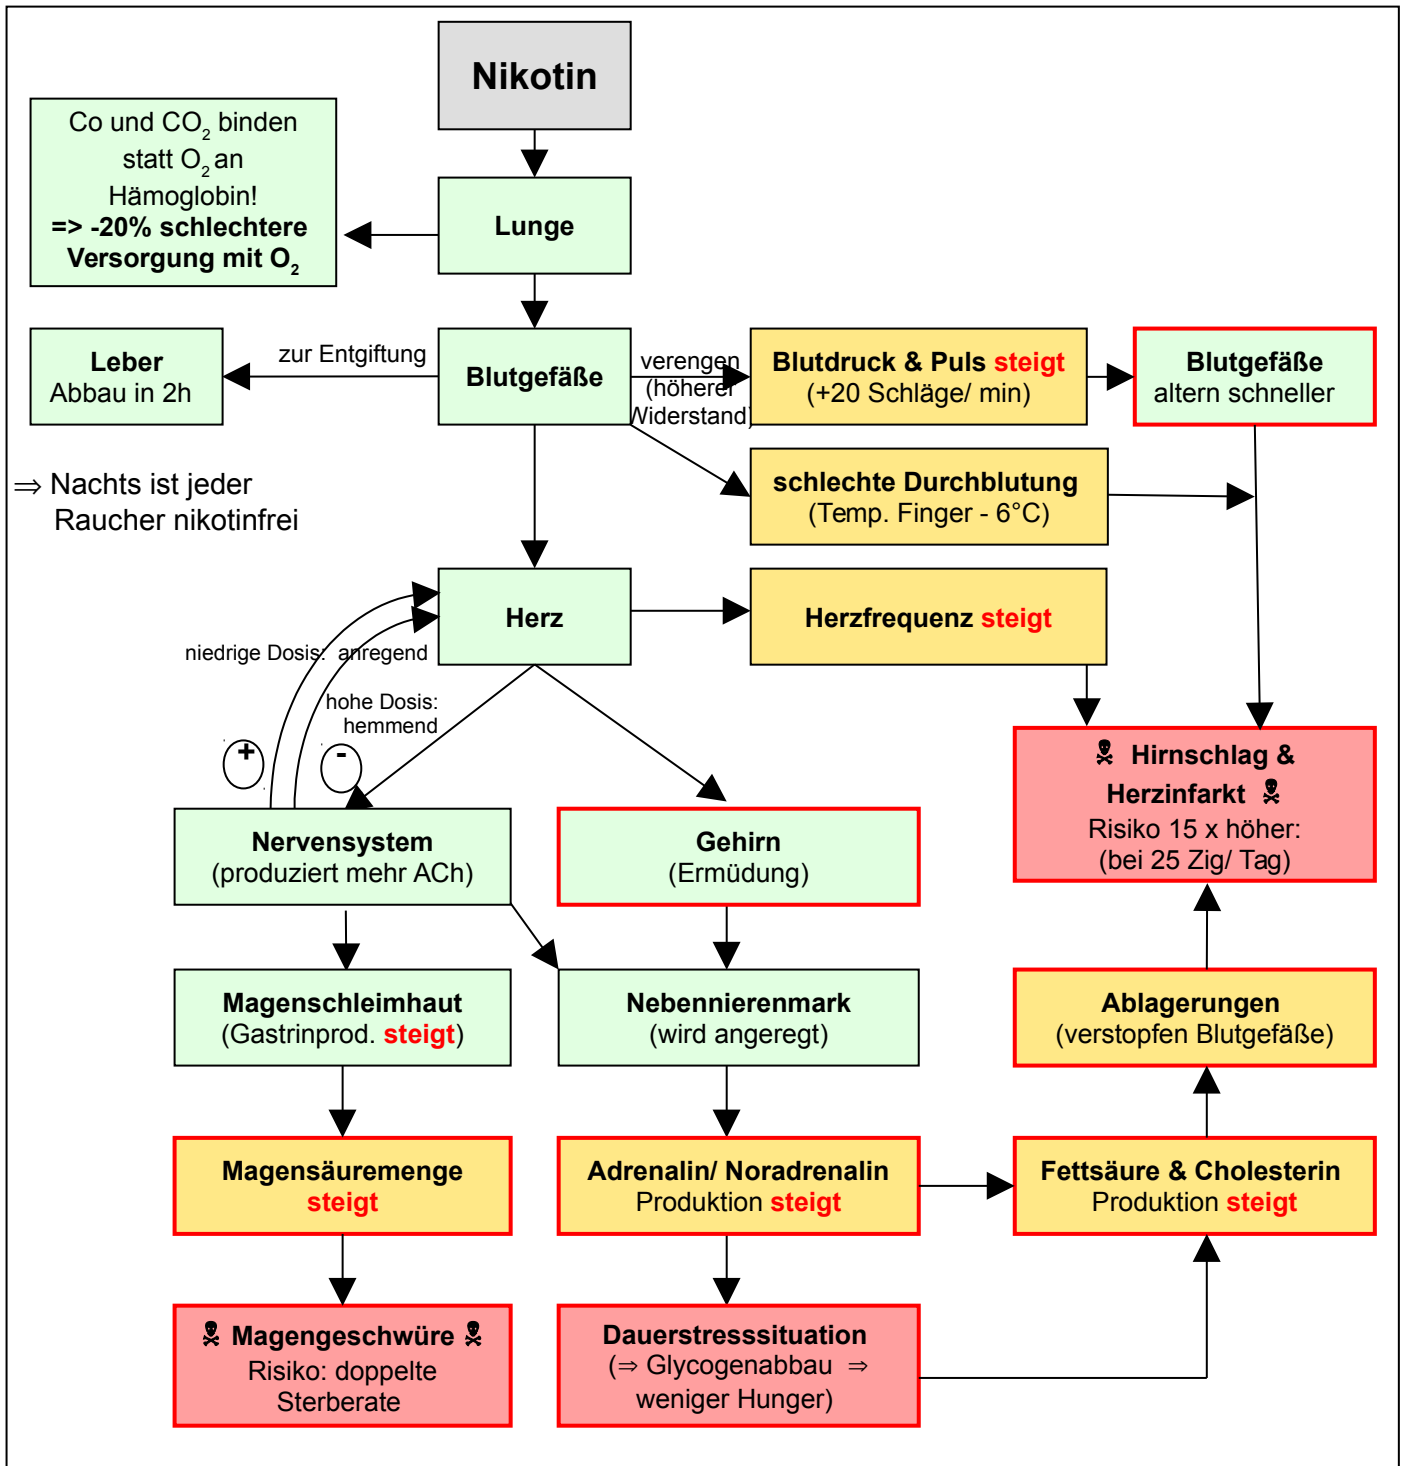 Nikotin
Co und CO₂ binden
statt O₂ an
Hämoglobin!
=> -20% schlechtere
Versorgung mit O₂
Lunge
Leber
Abbau in 2h
zur Entgiftung
Blutgefäße
verengen
(höherer
Widerstand)
Blutdruck & Puls steigt
(+20 Schläge/ min)
Blutgefäße
altern schneller
⇒ Nachts ist jeder
Raucher nikotinfrei
schlechte Durchblutung
(Temp. Finger - 6°C)
Herz
Herzfrequenz steigt
niedrige Dosis: anregend
hohe Dosis:
hemmend
+
-
☠ Hirnschlag &
Herzinfarkt ☠
Risiko 15 x höher:
(bei 25 Zig/ Tag)
Nervensystem
(produziert mehr ACh)
Gehirn
(Ermüdung)
Magenschleimhaut
(Gastrinprod. steigt)
Nebennierenmark
(wird angeregt)
Ablagerungen
(verstopfen Blutgefäße)
Magensäuremenge
steigt
Adrenalin/ Noradrenalin
Produktion steigt
Fettsäure & Cholesterin
Produktion steigt
☠ Magengeschwüre ☠
Risiko: doppelte
Sterberate
Dauerstresssituation
(⇒ Glycogenabbau ⇒
weniger Hunger)